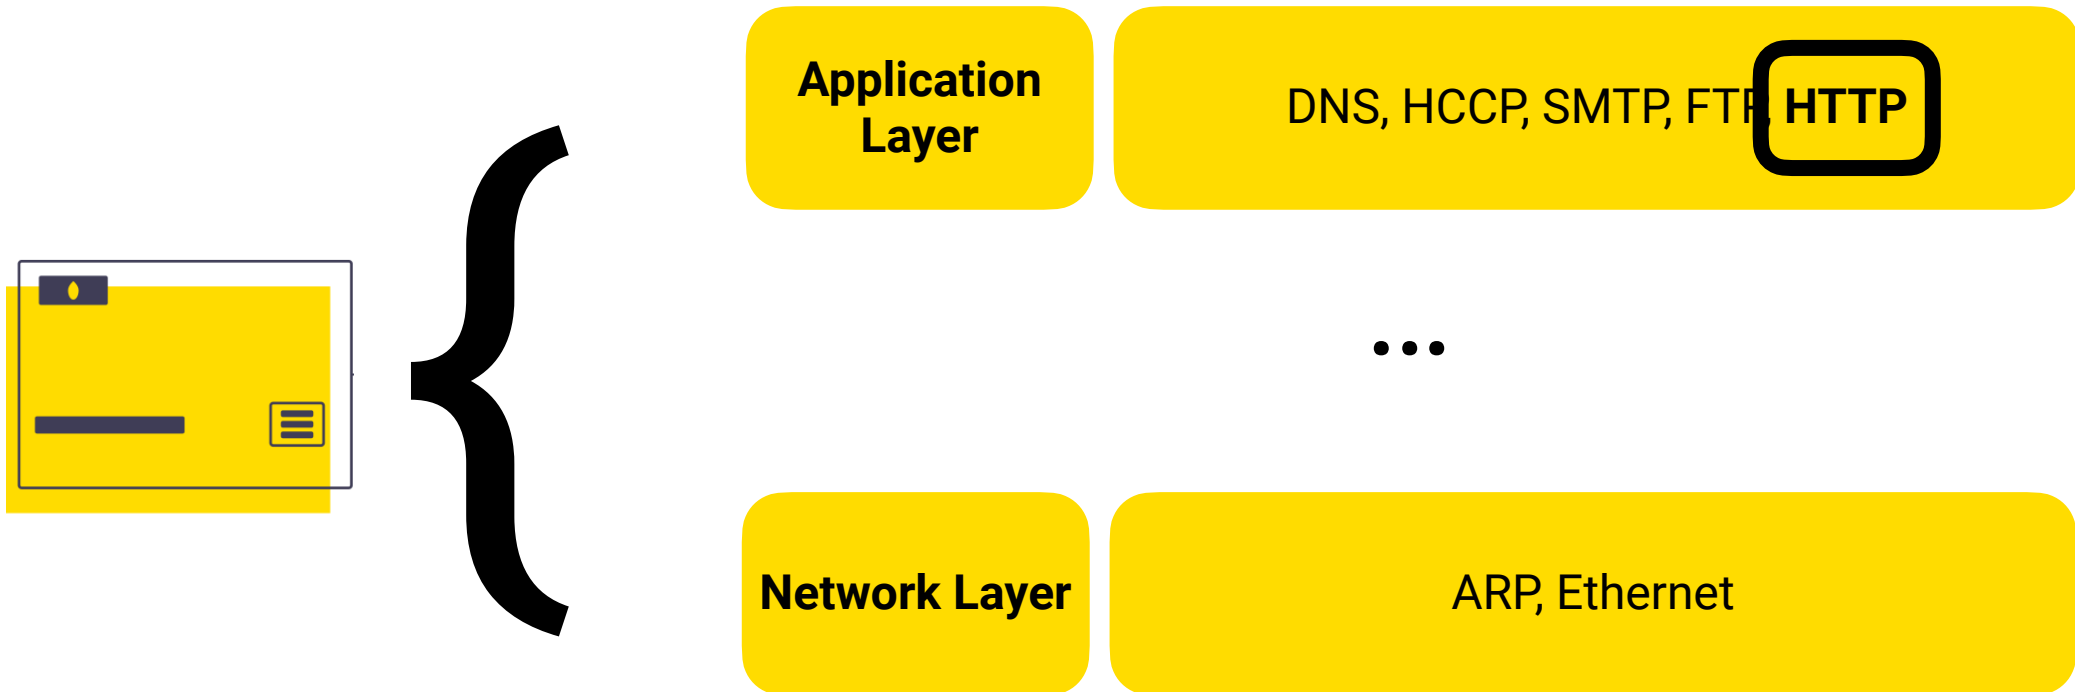 Application
Layer
DNS, HCCP, SMTP, FTP, HTTP
...
Network Layer
ARP, Ethernet